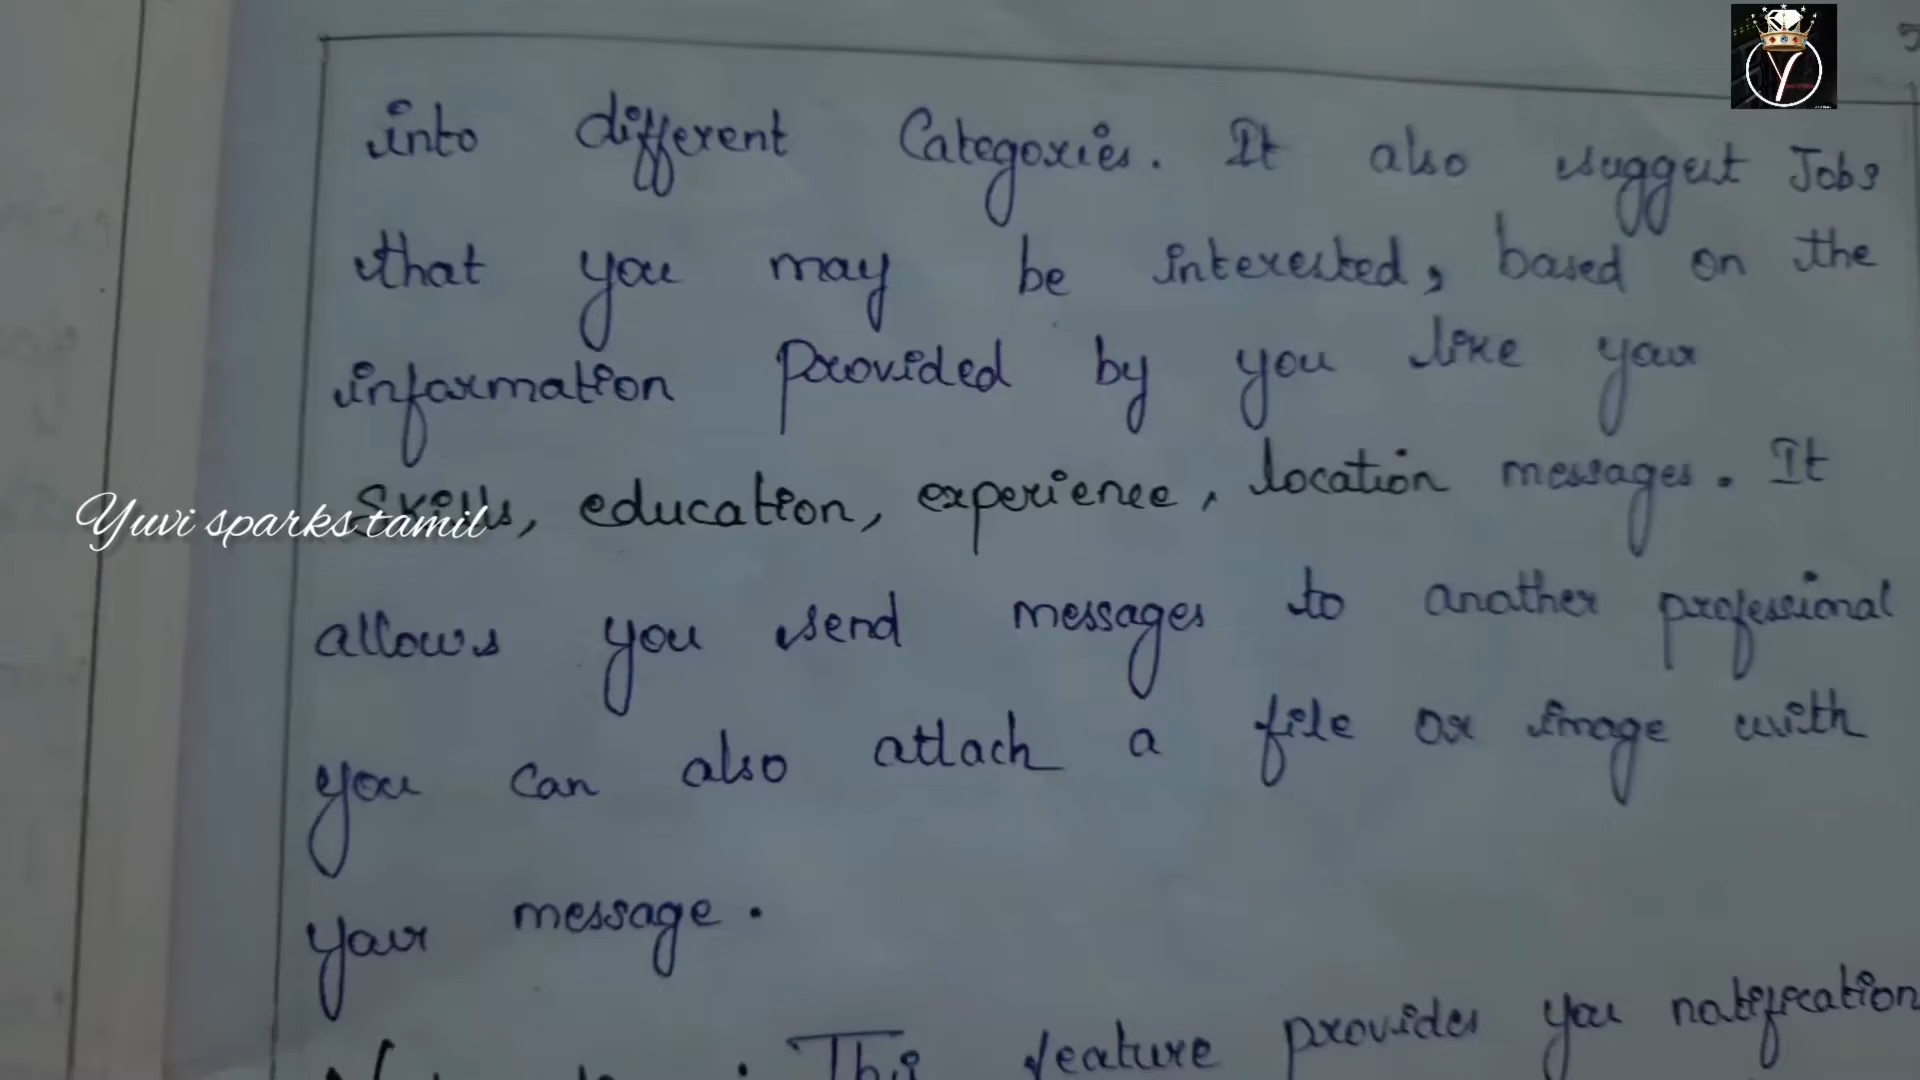 into different Categories. It also suggest Jobs
that you may be interested, based on the
information provided by you like your
Skills, education, experience, location messages. It
Yuvi sparks tamil
allows you send messages to another professional
you can also attach a file or image with
your message.
: This feature provides you notification